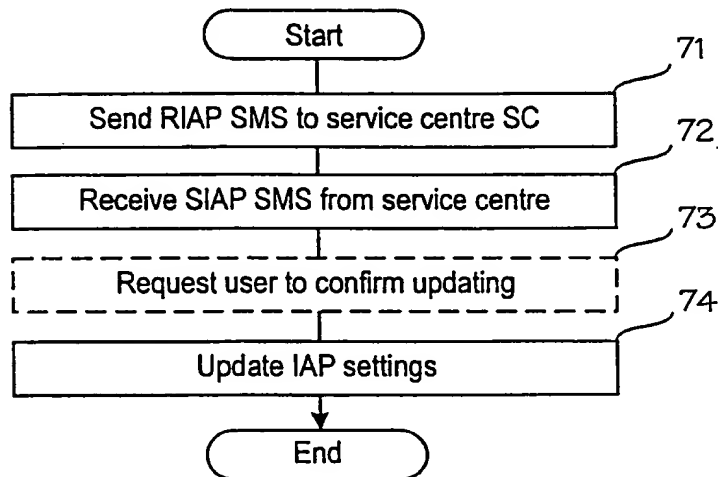 Start
71
Send RIAP SMS to service centre SC
72
Receive SIAP SMS from service centre
73
Request user to confirm updating
74
Update IAP settings
End